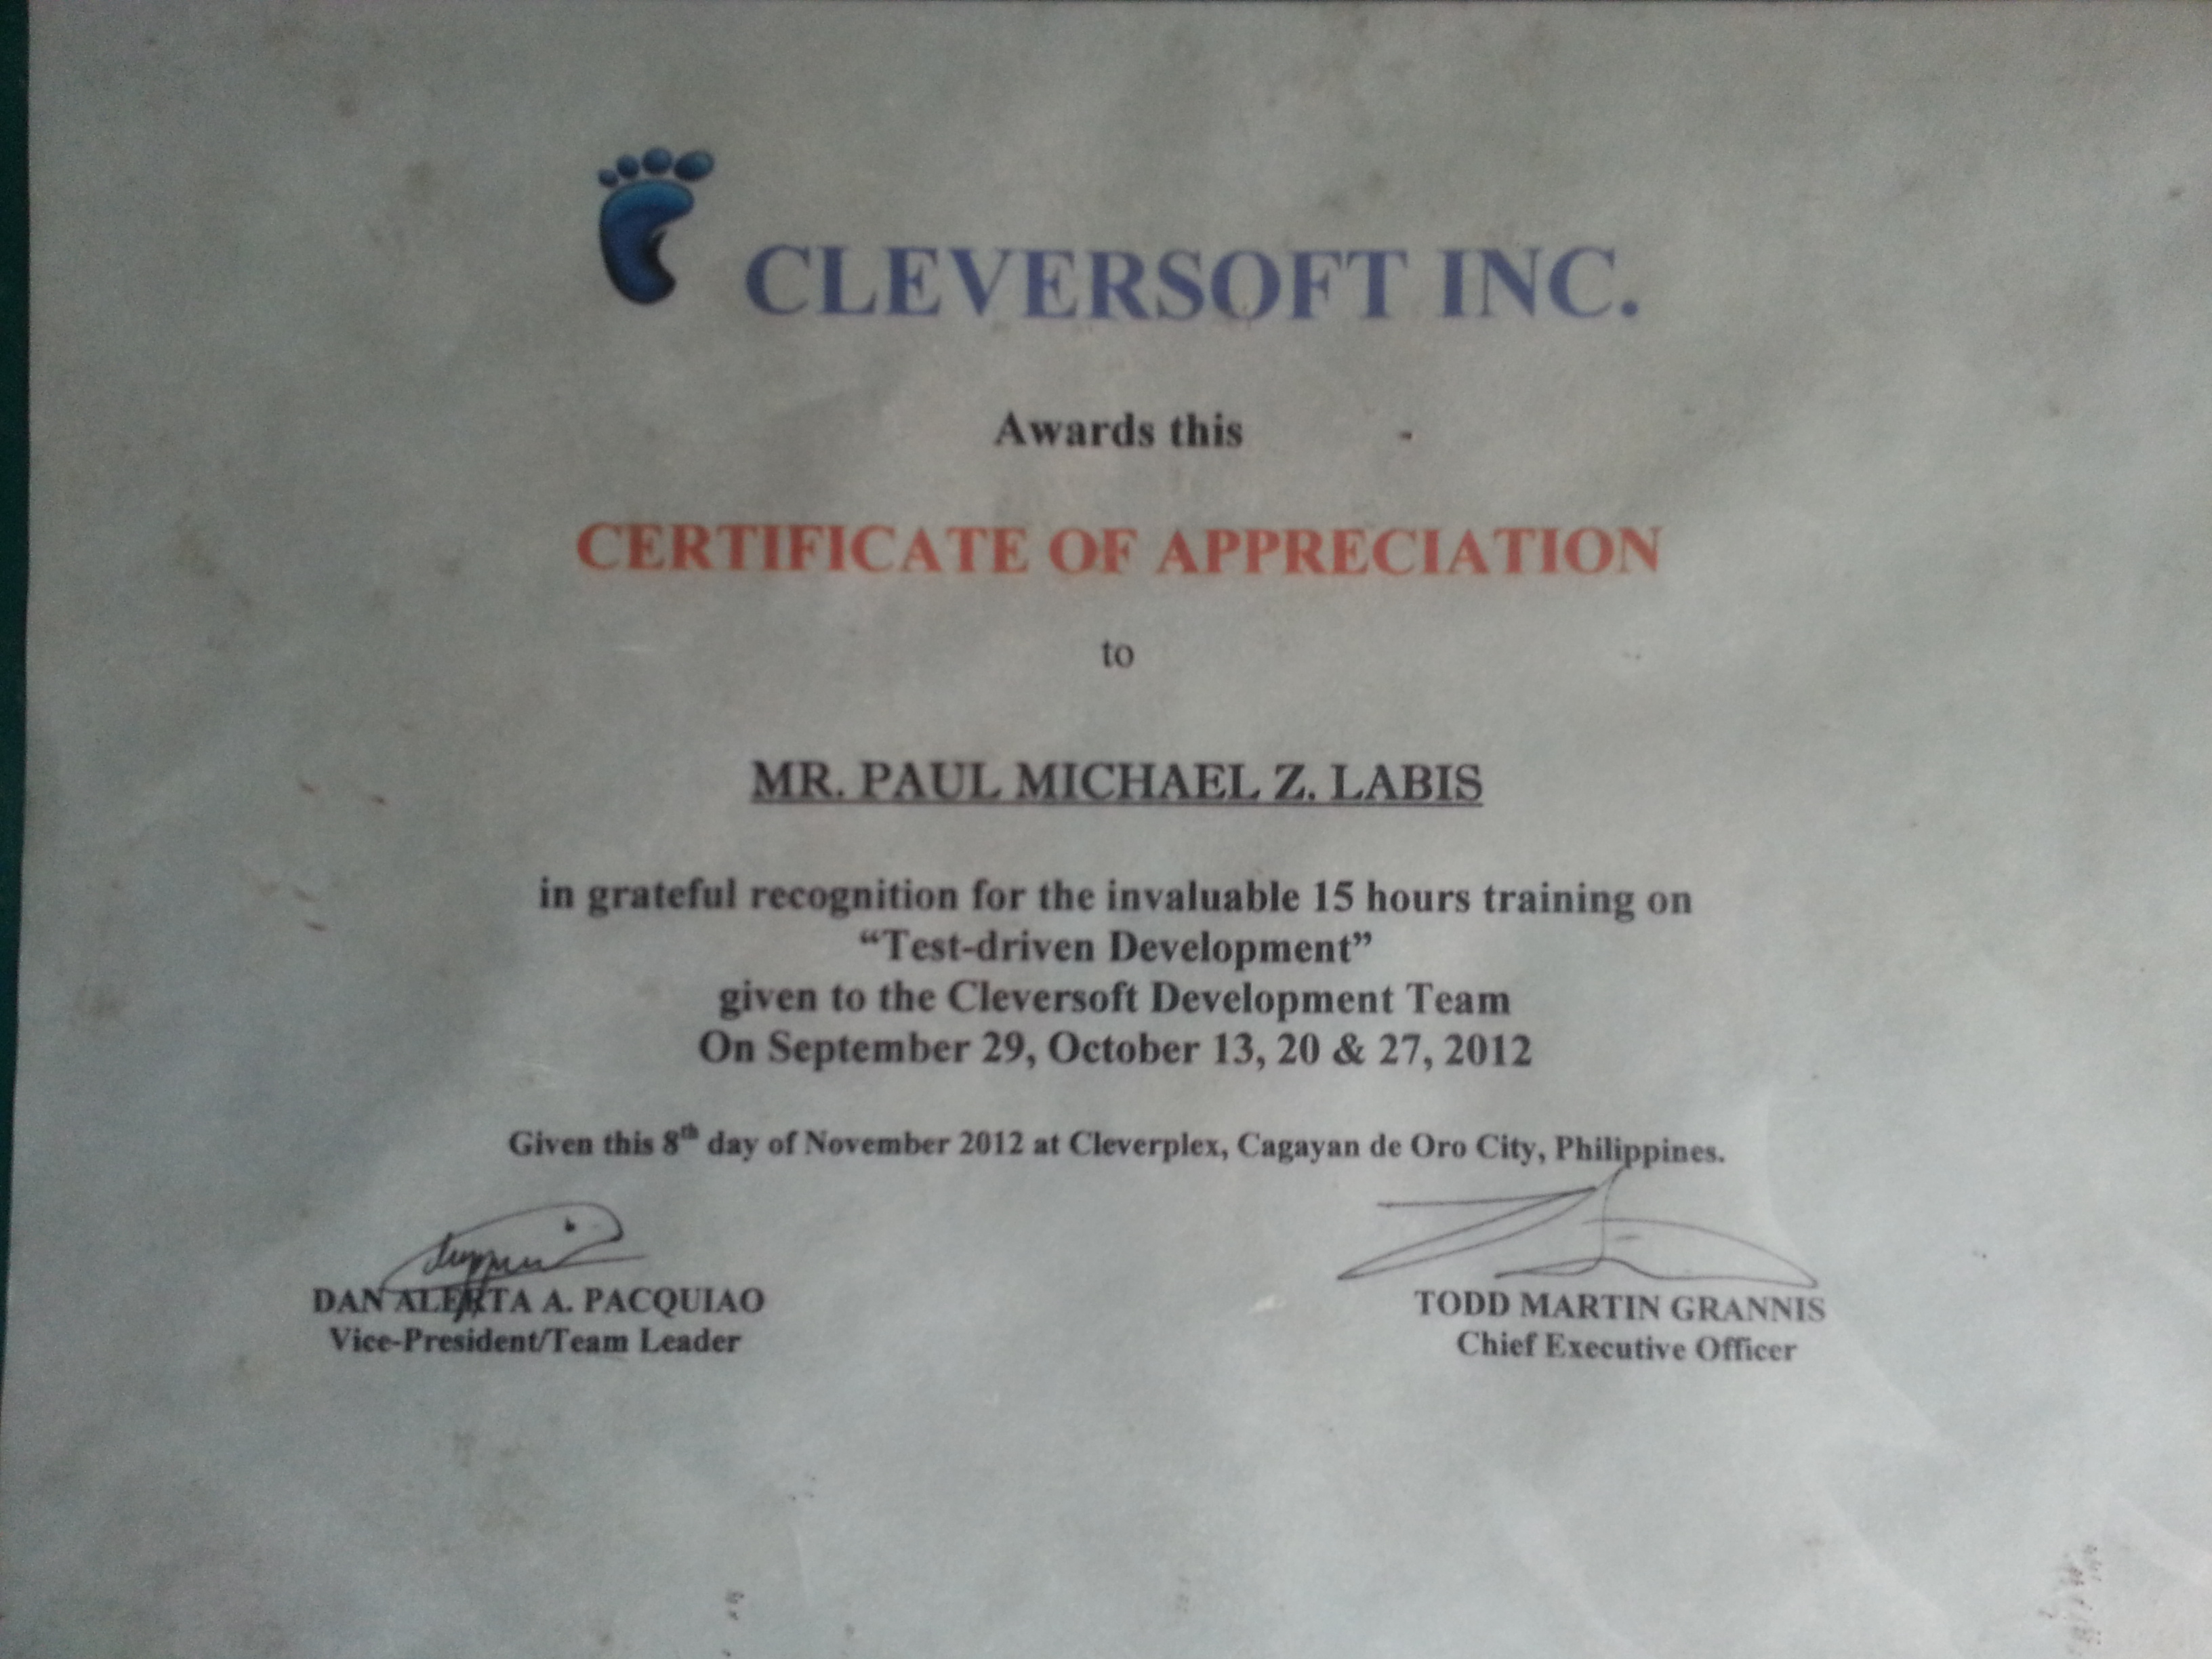 CLEVERSOFT INC.
Awards this
CERTIFICATE OF APPRECIATION
to
MR. PAUL MICHAEL Z. LABIS
in grateful recognition for the invaluable 15 hours training on
“Test-driven Development”
given to the Cleversoft Development Team
On September 29, October 13, 20 & 27, 2012
Given this 8th day of November 2012 at Cleverplex, Cagayan de Oro City, Philippines.
DAN ALERTA A. PACQUIAO
Vice-President/Team Leader
TODD MARTIN GRANNIS
Chief Executive Officer